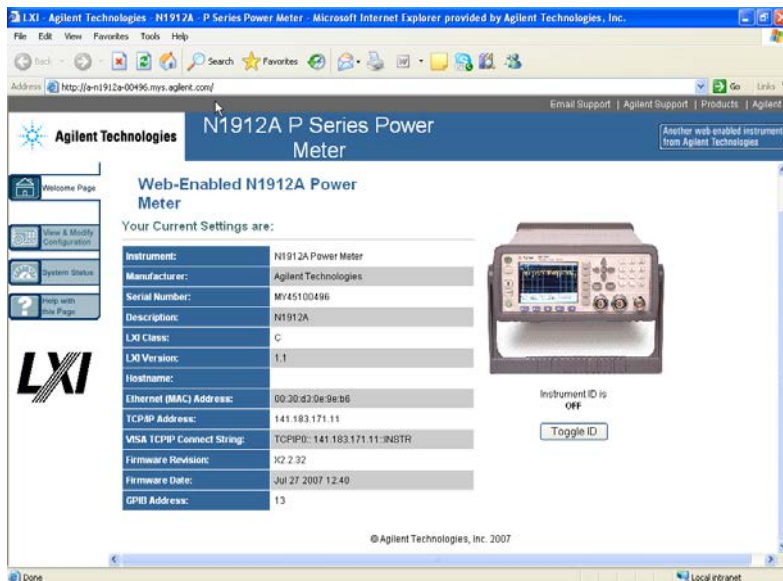 LXI - Agilent Technologies - N1912A - P Series Power Meter - Microsoft Internet Explorer provided by Agilent Technologies, Inc.
File Edit View Favorites Tools Help
Back Search Favorites
Address http://a-n1912a-00496.mys.agilent.com/ Go Links
Email Support | Agilent Support | Products | Agilent
Agilent Technologies
N1912A P Series Power
Meter
Another web-enabled instrument
from Agilent Technologies
Welcome Page
View & Modify
Configuration
System Status
Help with
this Page
LXI
Web-Enabled N1912A Power
Meter
Your Current Settings are:
Instrument: N1912A Power Meter
Manufacturer: Agilent Technologies
Serial Number: MY45100496
Description: N1912A
LXI Class: C
LXI Version: 1.1
Hostname:
Ethernet (MAC) Address: 00:30:d3:0e:9e:b6
TCP/IP Address: 141.183.171.11
VISA TCPIP Connect String: TCPIP0::141.183.171.11::INSTR
Firmware Revision: X2.2.32
Firmware Date: Jul 27 2007 12:40
GPIB Address: 13
Instrument ID is
OFF
Toggle ID
© Agilent Technologies, Inc. 2007
Done
Local intranet